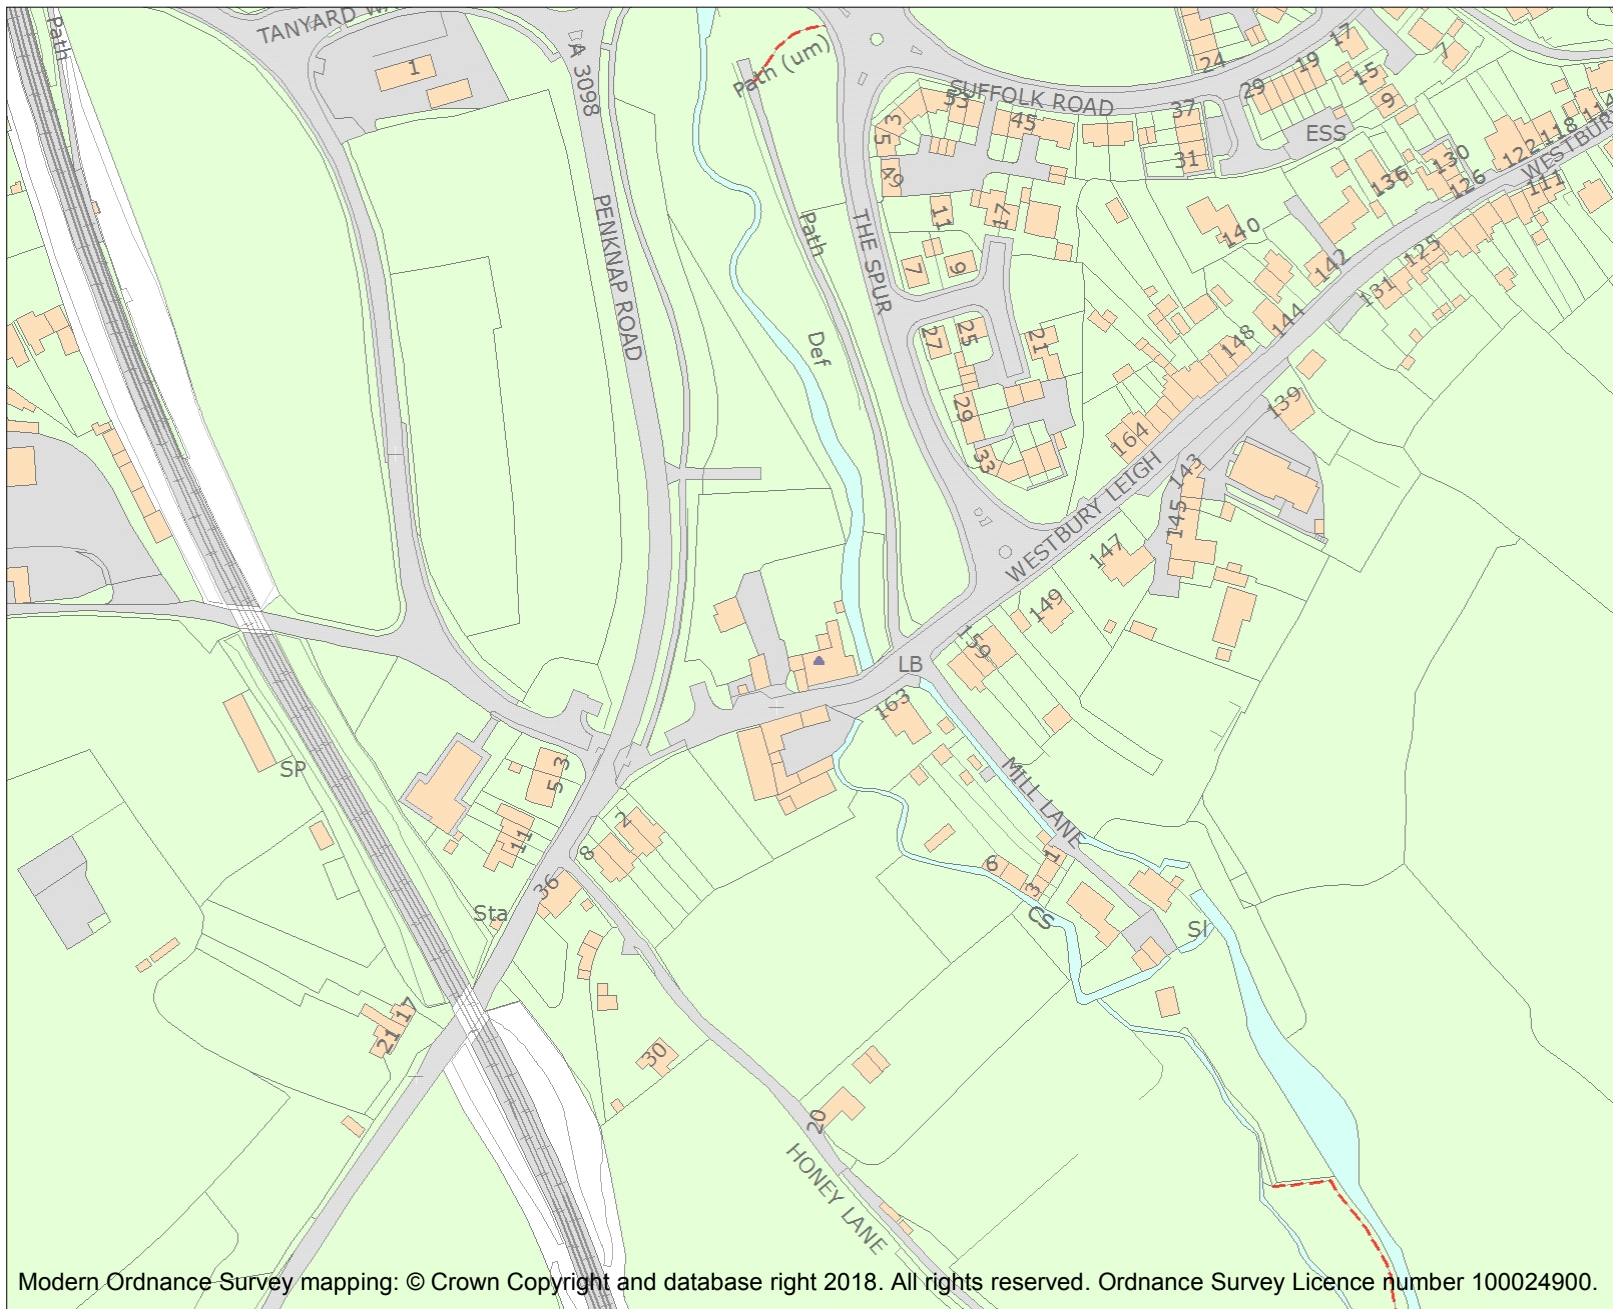 Path
TANYARD WA
1
A 3098
Path (um)
SUFFOLK ROAD
53
45
3
5
49
37
31
24
29
19
17
15
9
7
ESS
122
118
114
WESTBURY
130
126
136
111
140
142
125
131
144
148
PENKNAP ROAD
Path
THE SPUR
Def
11
17
7
9
27
25
21
29
33
164
139
143
145
WESTBURY LEIGH
147
149
159
LB
163
MILL LANE
SP
3
5
11
2
8
36
Sta
6
1
3
CS
Sl
17
21
30
20
HONEY LANE
Modern Ordnance Survey mapping: © Crown Copyright and database right 2018. All rights reserved. Ordnance Survey Licence number 100024900.